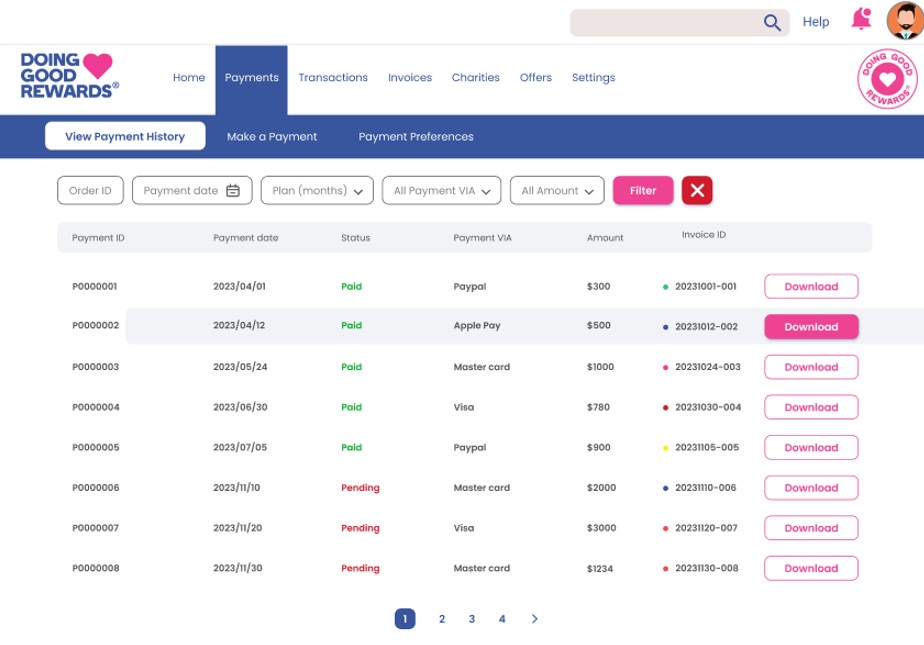 Help
DOING
GOOD
REWARDS®
Home Payments Transactions Invoices Charities Offers Settings
DOING GOOD REWARDS®
View Payment History Make a Payment Payment Preferences
Order ID Payment date Plan (months) All Payment VIA All Amount Filter
Payment ID Payment date Status Payment VIA Amount Invoice ID
P0000001 2023/04/01 Paid Paypal $300 20231001-001 Download
P0000002 2023/04/12 Paid Apple Pay $500 20231012-002 Download
P0000003 2023/05/24 Paid Master card $1000 20231024-003 Download
P0000004 2023/06/30 Paid Visa $780 20231030-004 Download
P0000005 2023/07/05 Paid Paypal $900 20231105-005 Download
P0000006 2023/11/10 Pending Master card $2000 20231110-006 Download
P0000007 2023/11/20 Pending Visa $3000 20231120-007 Download
P0000008 2023/11/30 Pending Master card $1234 20231130-008 Download
1 2 3 4